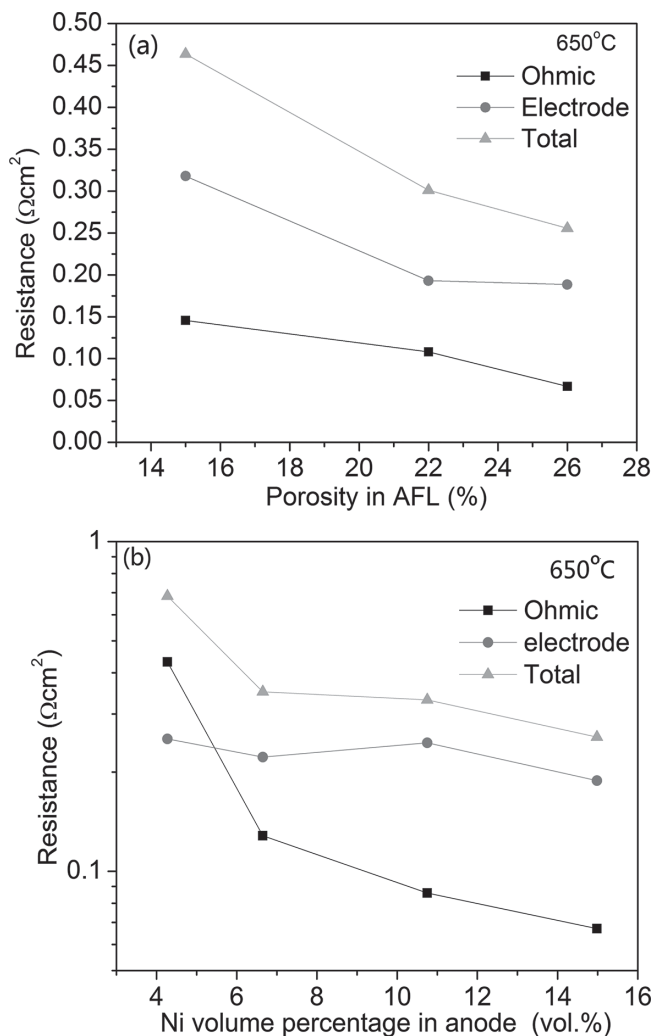 (a)
650°C
Ohmic
Electrode
Total
0.50
0.45
0.40
0.35
0.30
0.25
0.20
0.15
0.10
0.05
0.00
Resistance (Ωcm²)
14 16 18 20 22 24 26 28
Porosity in AFL (%)
(b)
650°C
Ohmic
electrode
Total
1
0.1
Resistance (Ωcm²)
4 6 8 10 12 14 16
Ni volume percentage in anode (vol.%)